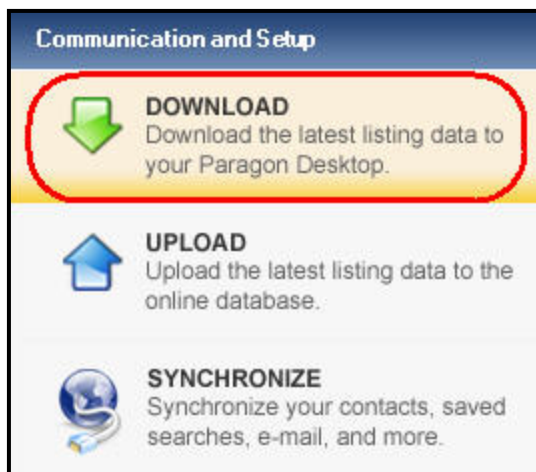 Communication and Setup
DOWNLOAD
Download the latest listing data to
your Paragon Desktop.
UPLOAD
Upload the latest listing data to the
online database.
SYNCHRONIZE
Synchronize your contacts, saved
searches, e-mail, and more.